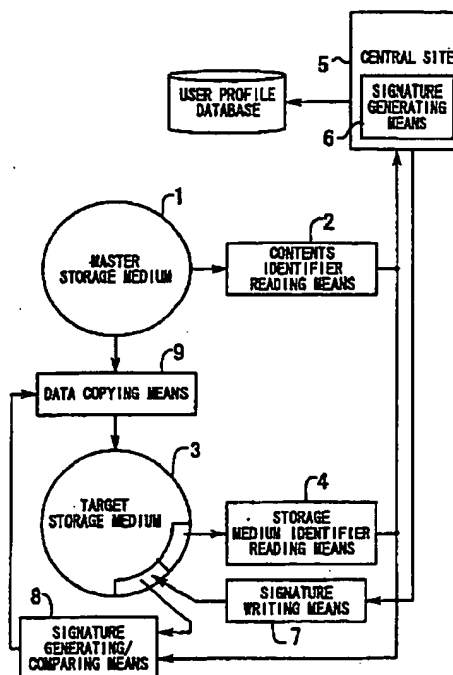 5
CENTRAL SITE
USER PROFILE
DATABASE
SIGNATURE
GENERATING
MEANS
6
1
MASTER
STORAGE MEDIUM
2
CONTENTS
IDENTIFIER
READING MEANS
9
DATA COPYING MEANS
3
TARGET
STORAGE MEDIUM
4
STORAGE
MEDIUM IDENTIFIER
READING MEANS
SIGNATURE
WRITING MEANS
7
8
SIGNATURE
GENERATING/
COMPARING MEANS